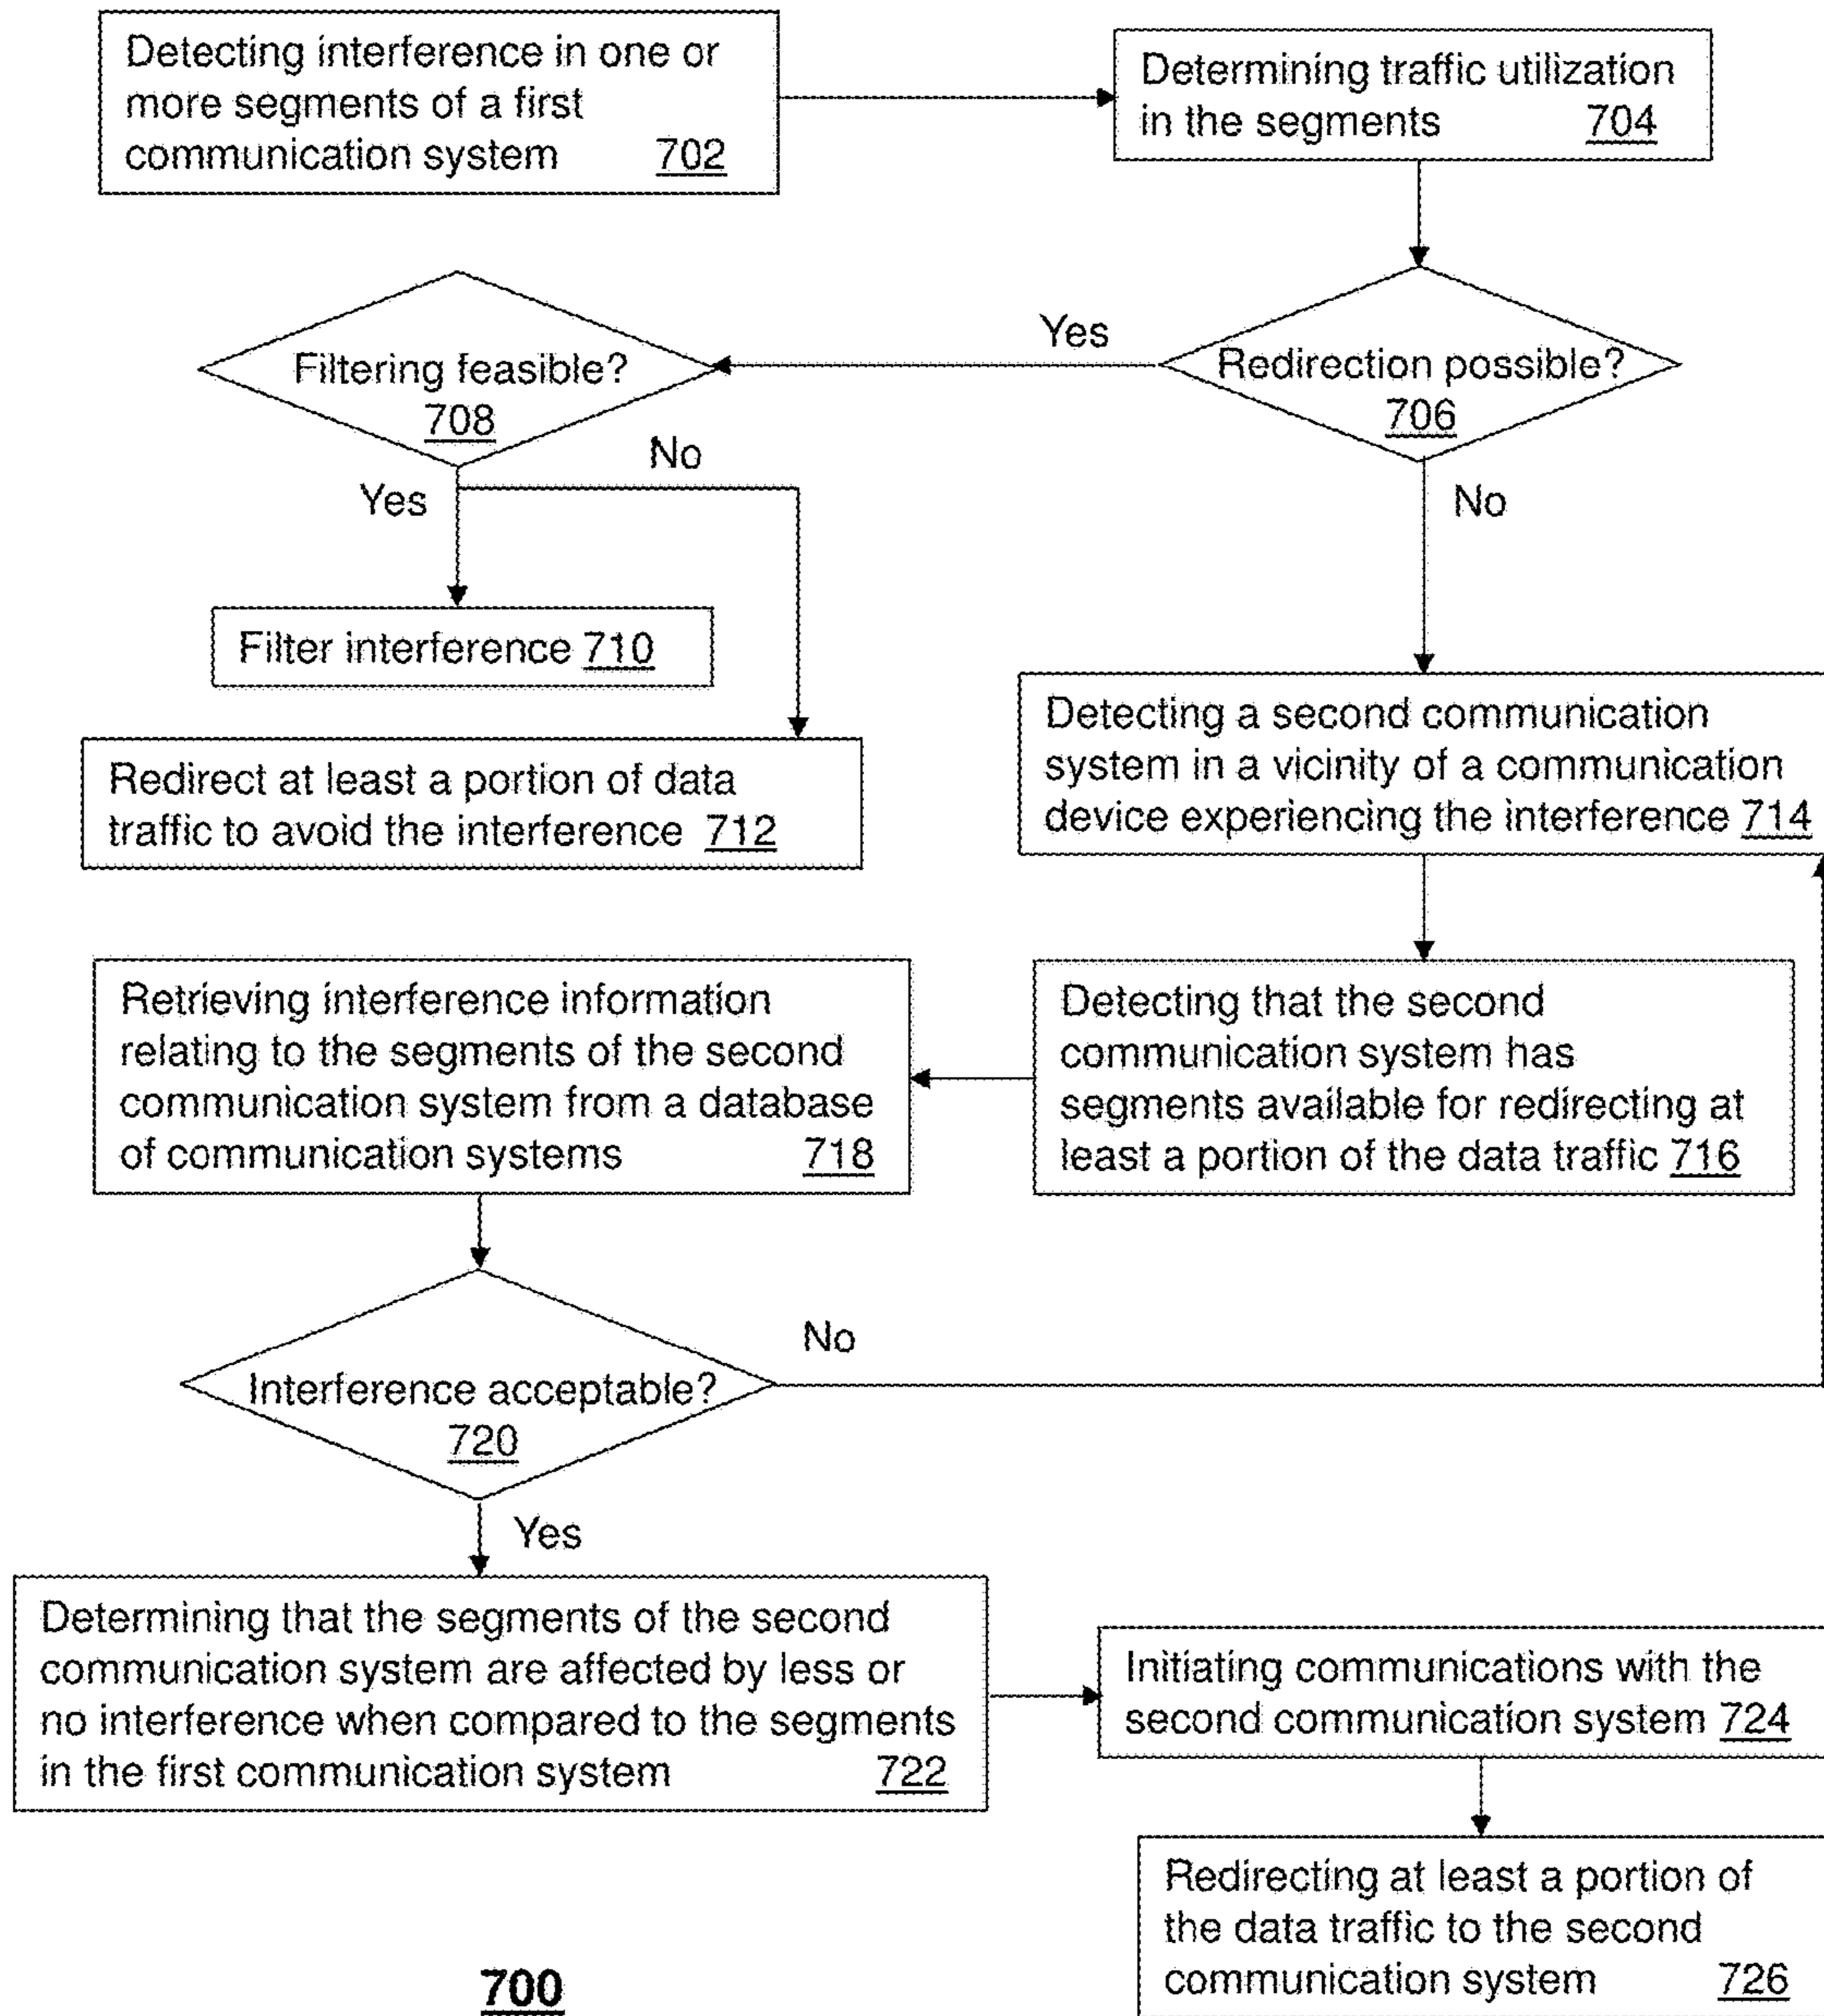 Detecting interference in one or
more segments of a first
communication system 702
Determining traffic utilization
in the segments 704
Redirection possible?
706
Yes
No
Filtering feasible?
708
Yes
No
Filter interference 710
Redirect at least a portion of data
traffic to avoid the interference 712
Detecting a second communication
system in a vicinity of a communication
device experiencing the interference 714
Detecting that the second
communication system has
segments available for redirecting at
least a portion of the data traffic 716
Retrieving interference information
relating to the segments of the second
communication system from a database
of communication systems 718
Interference acceptable?
720
No
Yes
Determining that the segments of the second
communication system are affected by less or
no interference when compared to the segments
in the first communication system 722
Initiating communications with the
second communication system 724
Redirecting at least a portion of
the data traffic to the second
communication system 726
700